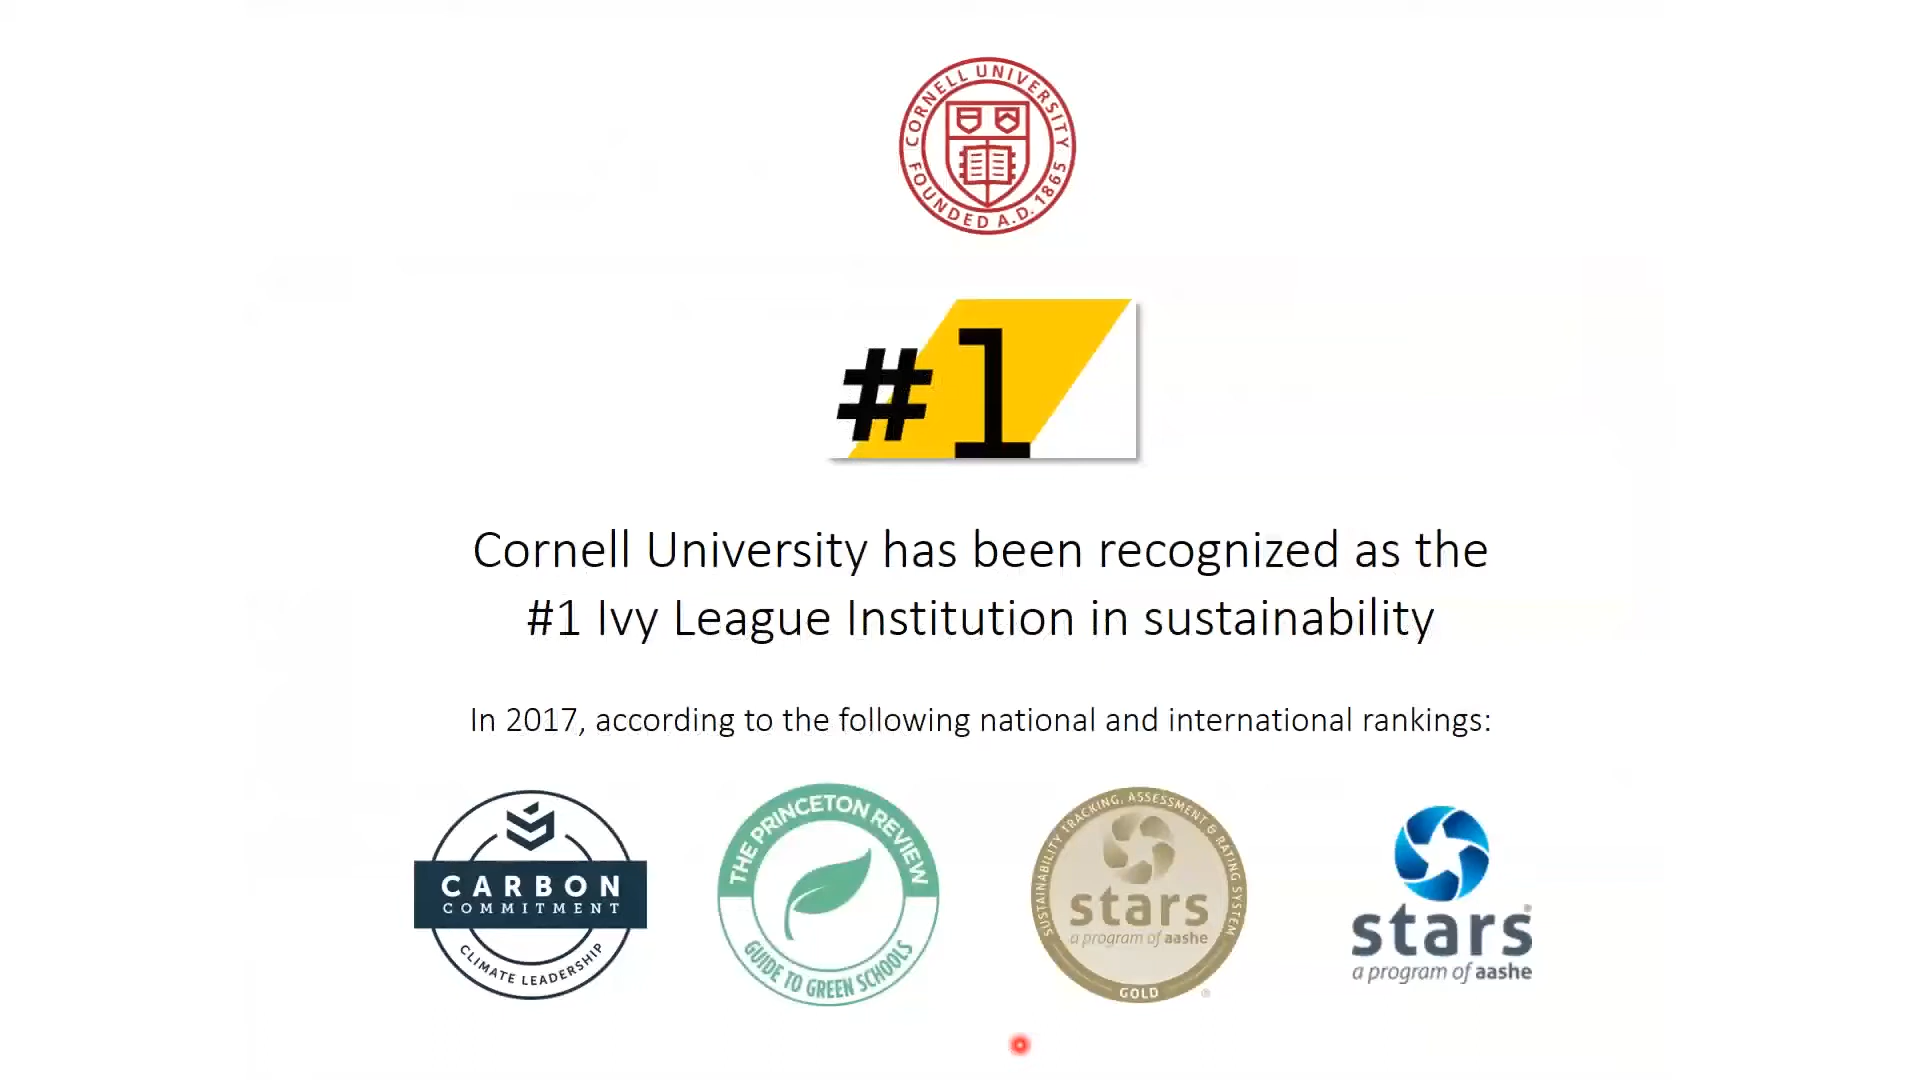 CORNELL UNIVERSITY
FOUNDED A.D. 1865
#1
Cornell University has been recognized as the
#1 Ivy League Institution in sustainability
In 2017, according to the following national and international rankings:
CARBON
COMMITMENT
CLIMATE LEADERSHIP
THE PRINCETON REVIEW
GUIDE TO GREEN SCHOOLS
SUSTAINABILITY TRACKING, ASSESSMENT & RATING SYSTEM
stars
a program of aashe
GOLD ®
stars®
a program of aashe